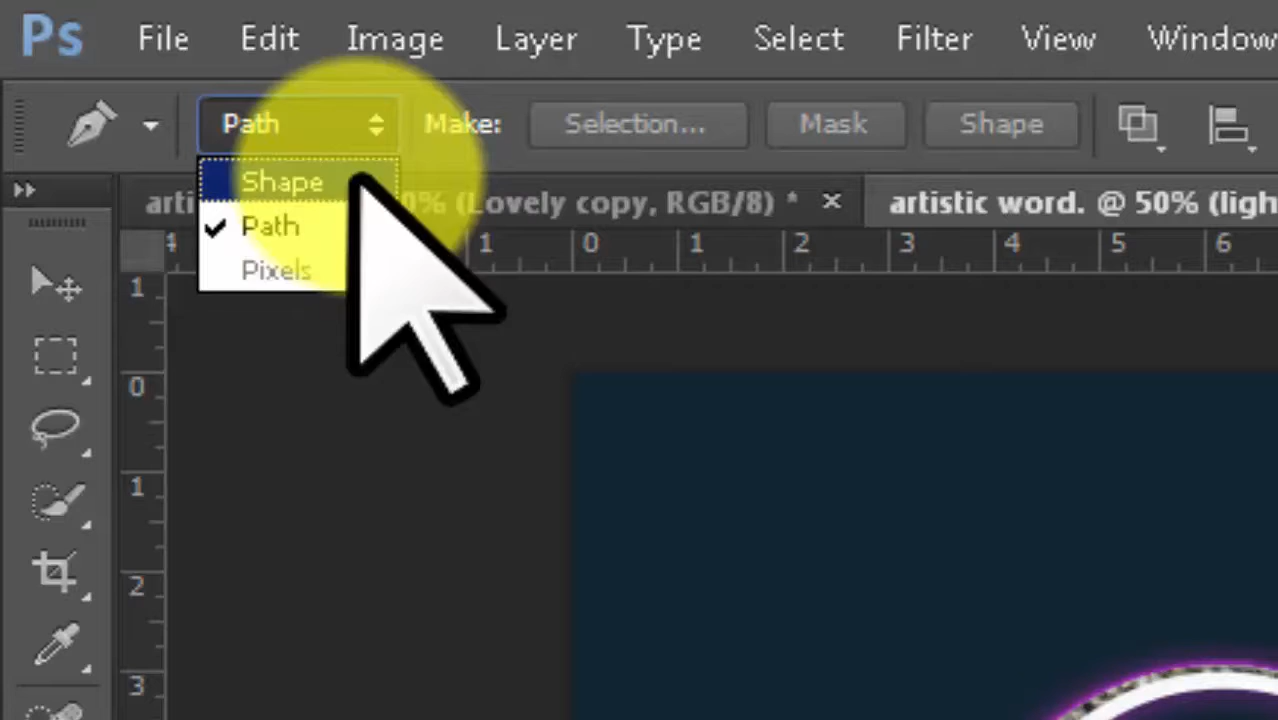 Ps File Edit Image Layer Type Select Filter View Window
Path Make: Selection... Mask Shape
Shape
Path
Pixels
arti 0% (Lovely copy, RGB/8) * × artistic word. @ 50% (ligh
1 0 1 2 3 4 5 6
1
0
1
2
3